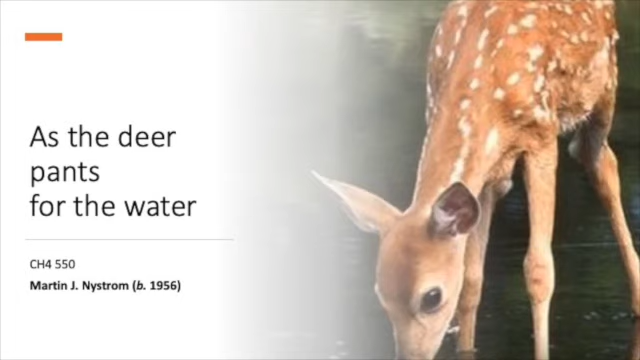 As the deer
pants
for the water
CH4 550
Martin J. Nystrom (b. 1956)